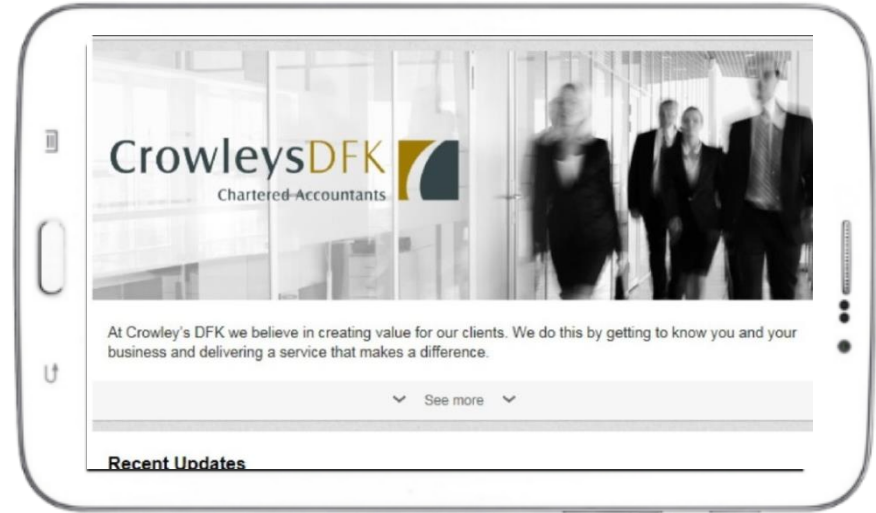 CrowleysDFK
Chartered Accountants
At Crowley's DFK we believe in creating value for our clients. We do this by getting to know you and your
business and delivering a service that makes a difference.
See more
Recent Updates